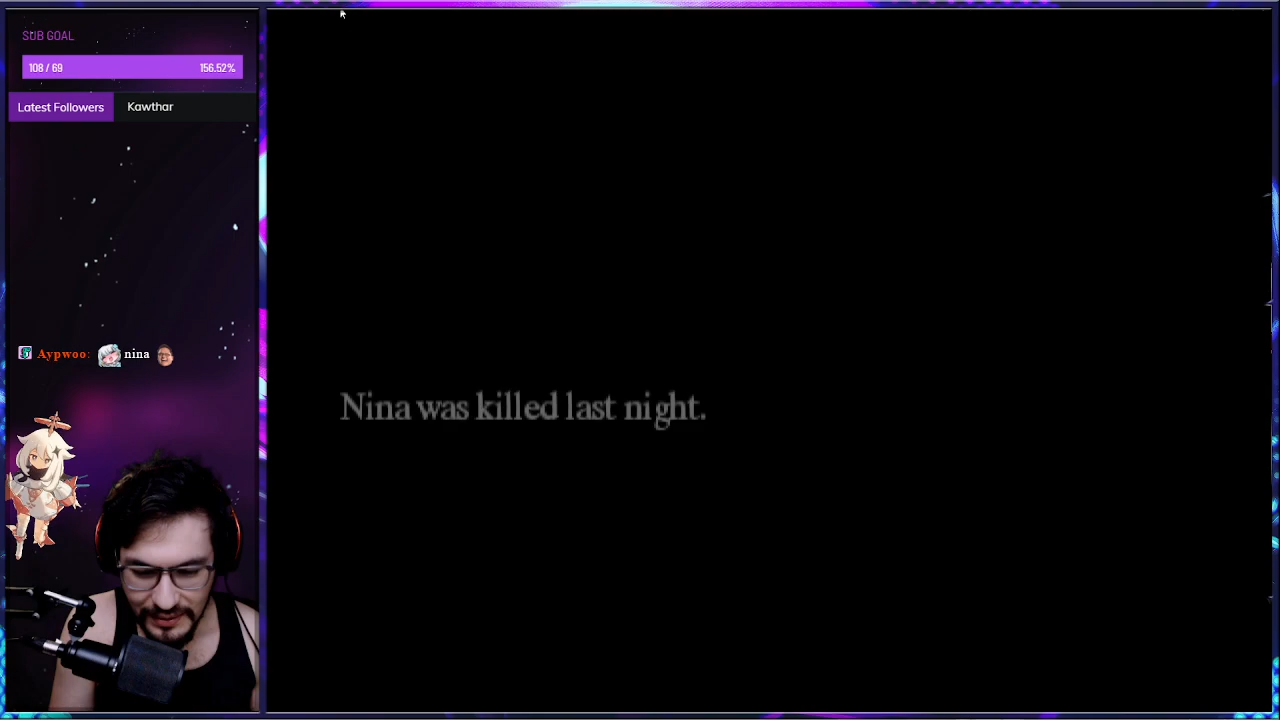 SUB GOAL
108 / 69 156.52%
Latest Followers Kawthar
Aypwoo: nina
Nina was killed last night.